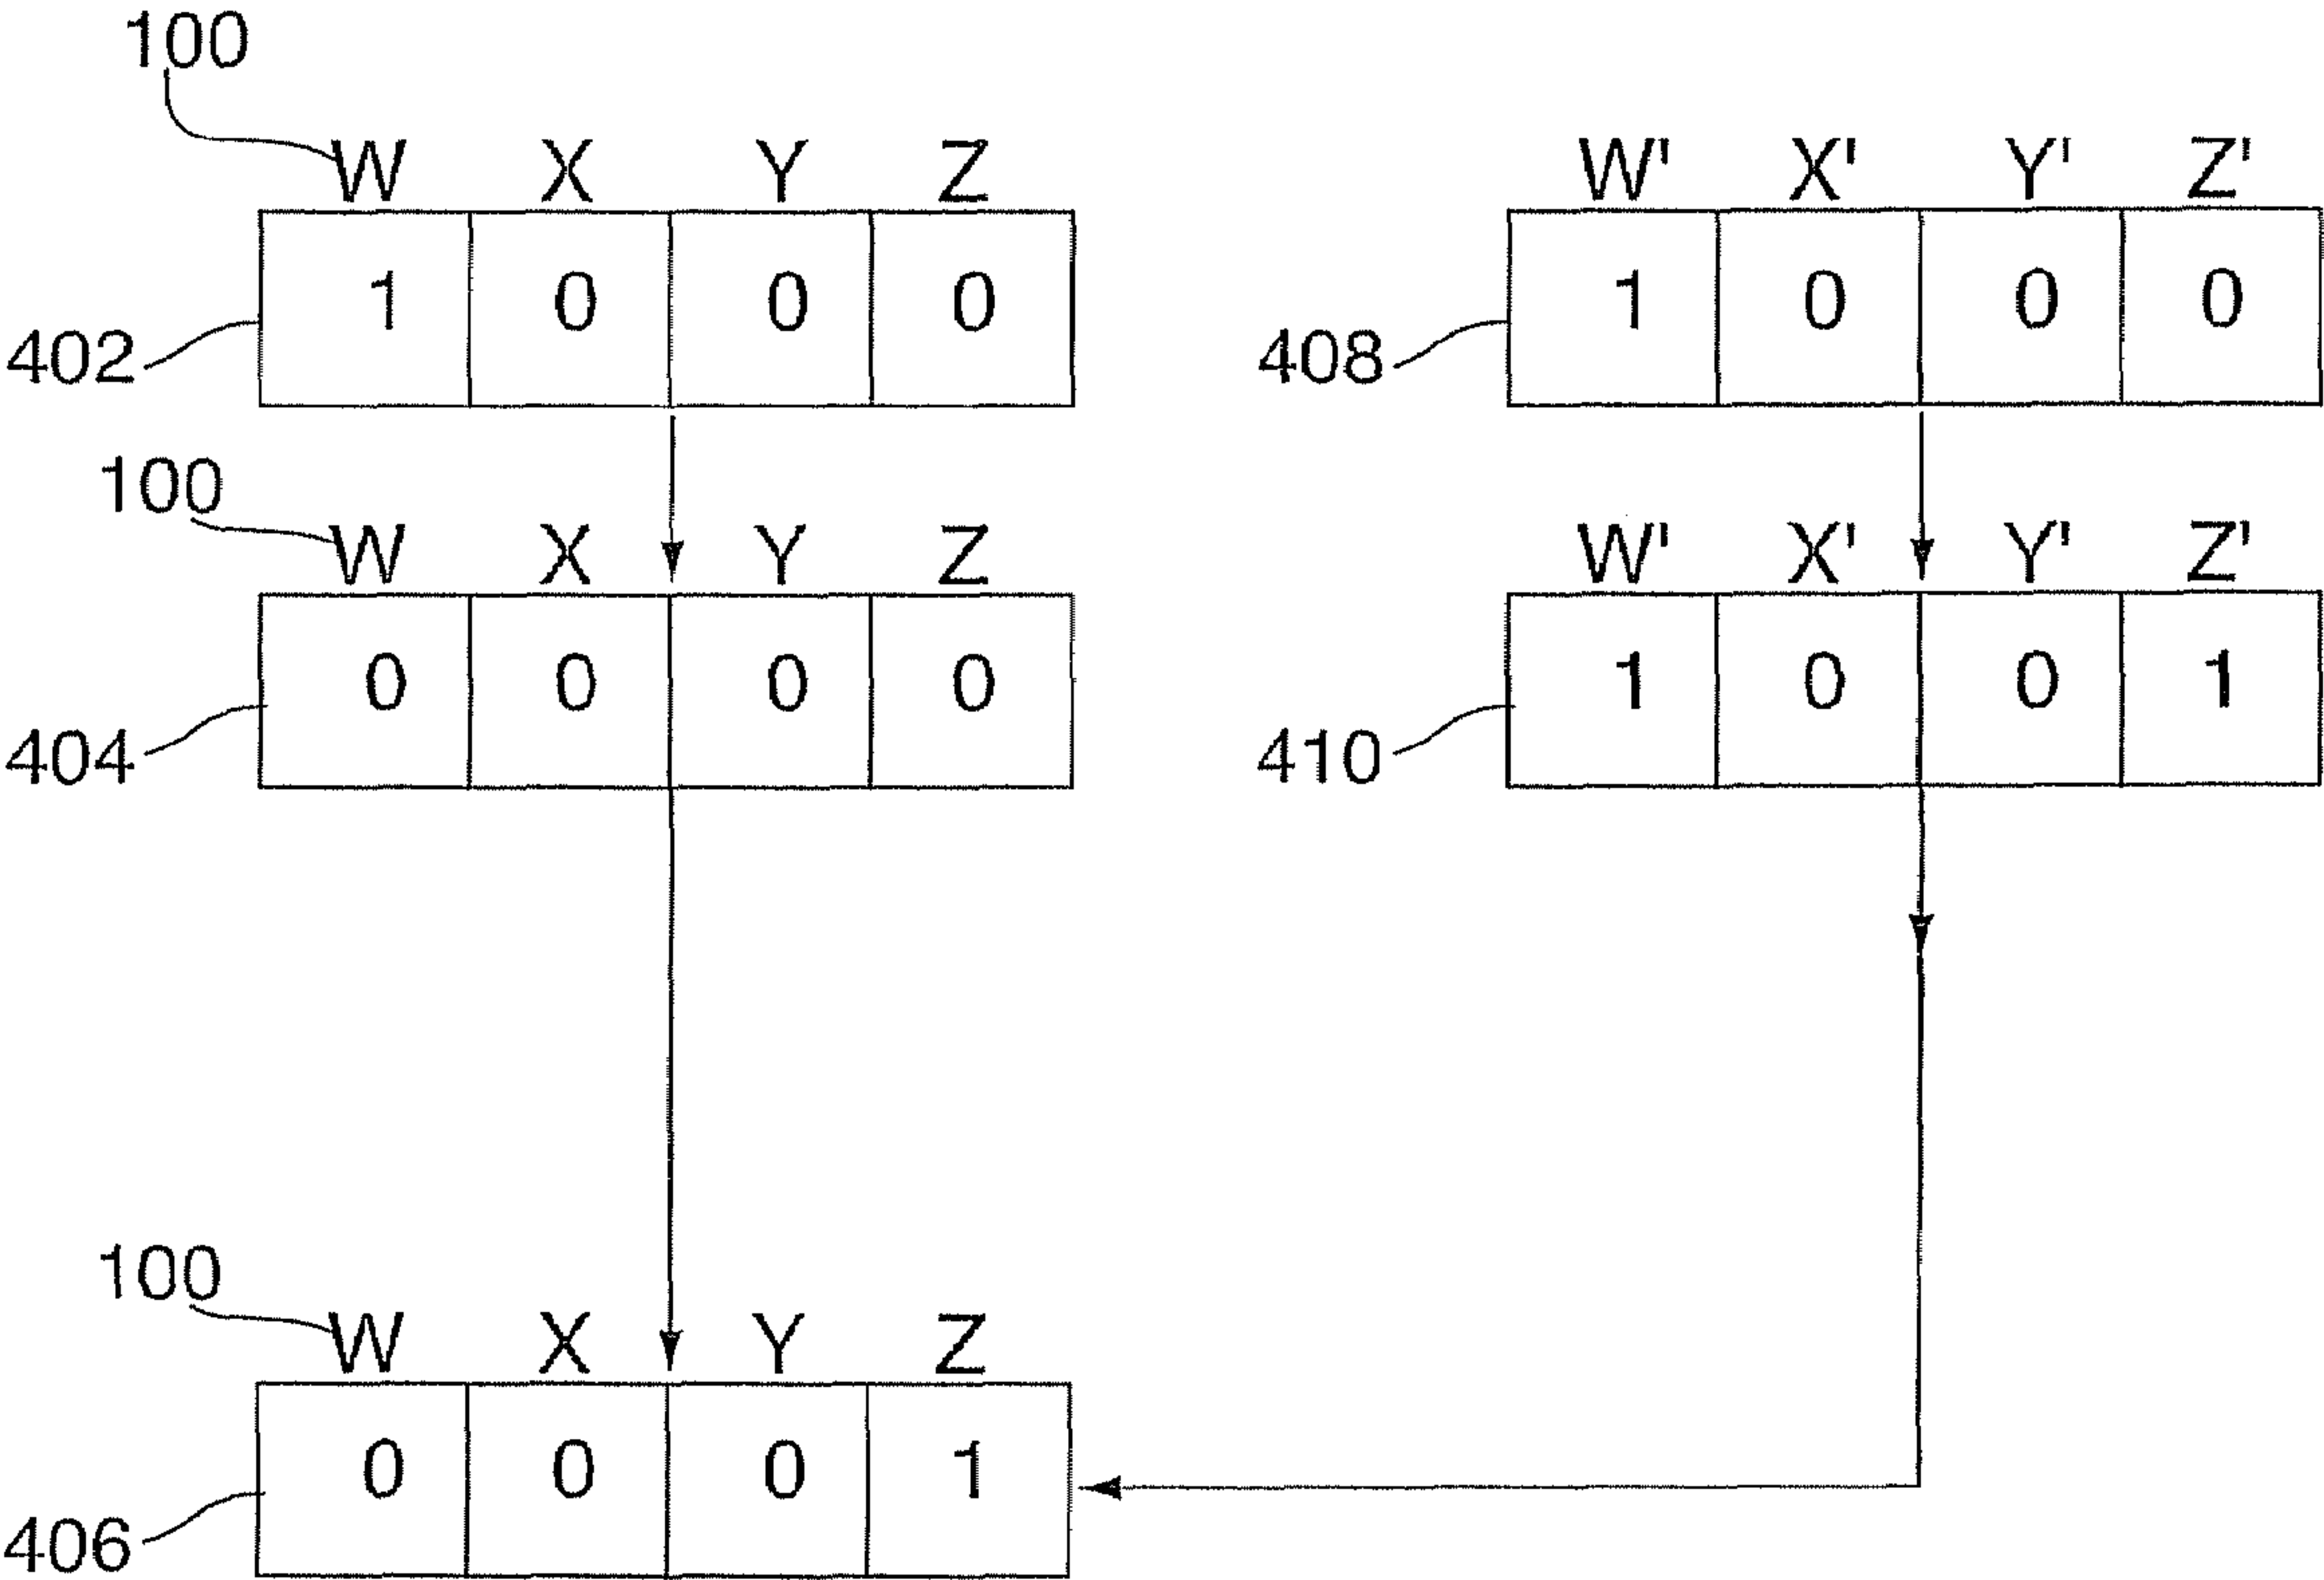 100
W X Y Z W' X' Y' Z'
1 0 0 0 1 0 0 0
402 408
100
W X Y Z W' X' Y' Z'
0 0 0 0 1 0 0 1
404 410
100
W X Y Z
0 0 0 1
406